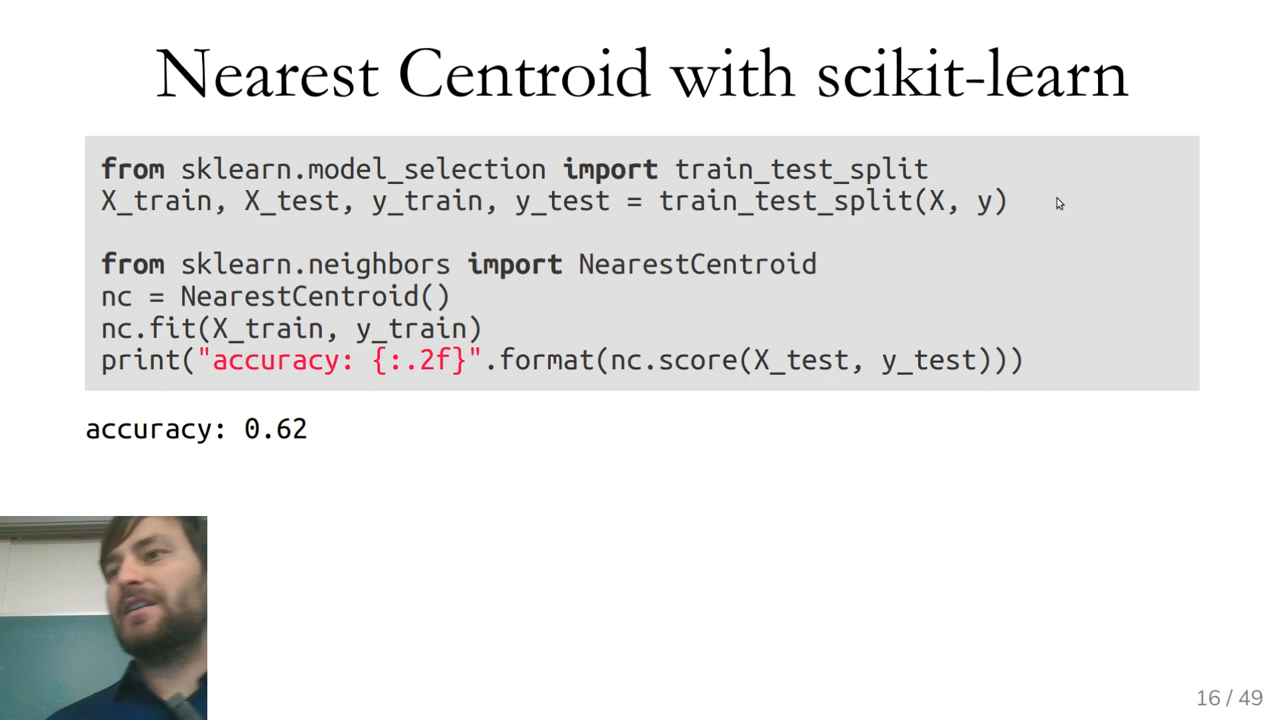 Nearest Centroid with scikit-learn
from sklearn.model_selection import train_test_split
X_train, X_test, y_train, y_test = train_test_split(X, y)
from sklearn.neighbors import NearestCentroid
nc = NearestCentroid()
nc.fit(X_train, y_train)
print("accuracy: {:.2f}".format(nc.score(X_test, y_test)))
accuracy: 0.62
16 / 49